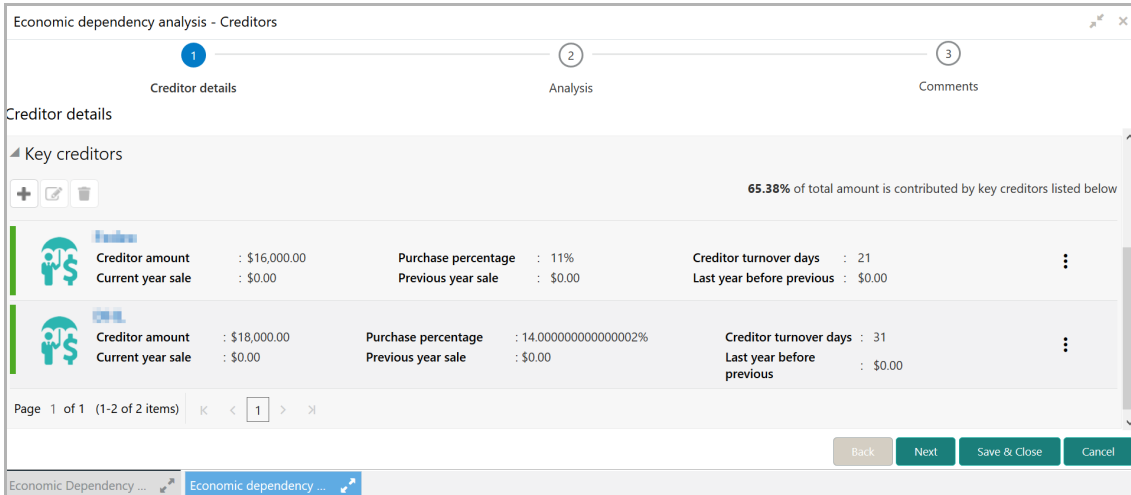 Economic dependency analysis - Creditors
1 2 3
Creditor details Analysis Comments
Creditor details
Key creditors
65.38% of total amount is contributed by key creditors listed below
Creditor amount : $16,000.00 Purchase percentage : 11% Creditor turnover days : 21
Current year sale : $0.00 Previous year sale : $0.00 Last year before previous : $0.00
Creditor amount : $18,000.00 Purchase percentage : 14.000000000000002% Creditor turnover days : 31
Current year sale : $0.00 Previous year sale : $0.00 Last year before previous : $0.00
Page 1 of 1 (1-2 of 2 items) 1
Back Next Save & Close Cancel
Economic Dependency ... Economic dependency ...